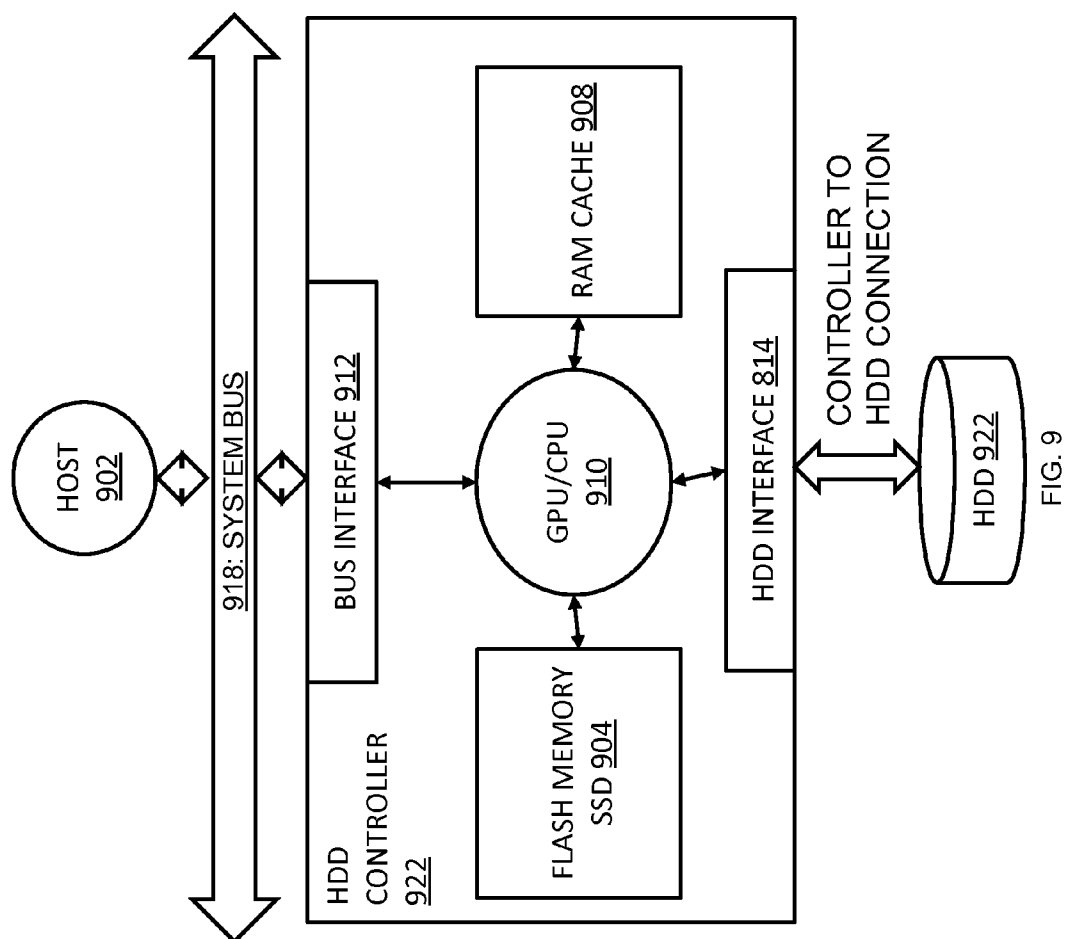 HOST
902
918: SYSTEM BUS
BUS INTERFACE 912
HDD
CONTROLLER
922
FLASH MEMORY
SSD 904
GPU/CPU
910
RAM CACHE 908
HDD INTERFACE 814
CONTROLLER TO
HDD CONNECTION
HDD 922
FIG. 9